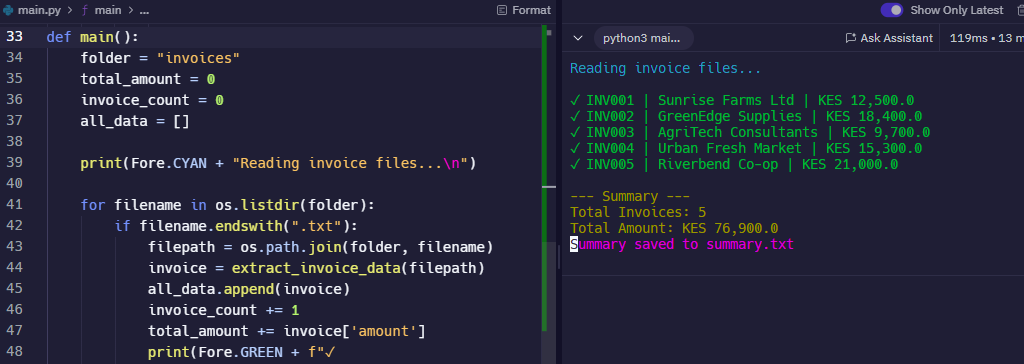 main.py > main > ...
Format
33 def main():
34     folder = "invoices"
35     total_amount = 0
36     invoice_count = 0
37     all_data = []
38
39     print(Fore.CYAN + "Reading invoice files...\n")
40
41     for filename in os.listdir(folder):
42         if filename.endswith(".txt"):
43             filepath = os.path.join(folder, filename)
44             invoice = extract_invoice_data(filepath)
45             all_data.append(invoice)
46             invoice_count += 1
47             total_amount += invoice['amount']
48             print(Fore.GREEN + f"✓
Show Only Latest
python3 mai...
Ask Assistant
119ms • 13 m
Reading invoice files...
✓ INV001 | Sunrise Farms Ltd | KES 12,500.0
✓ INV002 | GreenEdge Supplies | KES 18,400.0
✓ INV003 | AgriTech Consultants | KES 9,700.0
✓ INV004 | Urban Fresh Market | KES 15,300.0
✓ INV005 | Riverbend Co-op | KES 21,000.0
--- Summary ---
Total Invoices: 5
Total Amount: KES 76,900.0
Summary saved to summary.txt